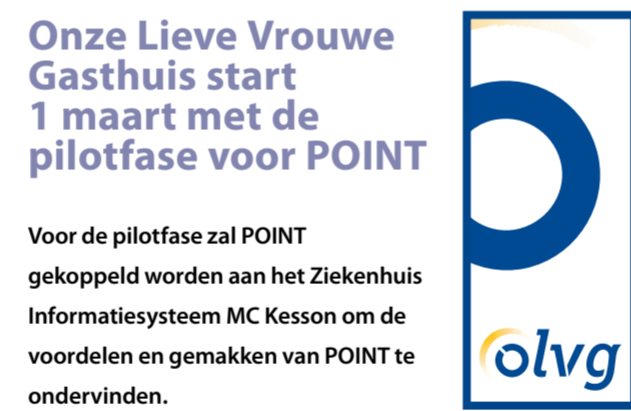 Onze Lieve Vrouwe
Gasthuis start
1 maart met de
pilotfase voor POINT
Voor de pilotfase zal POINT
gekoppeld worden aan het Ziekenhuis
Informatiesysteem MC Kesson om de
voordelen en gemakken van POINT te
ondervinden.
olvg